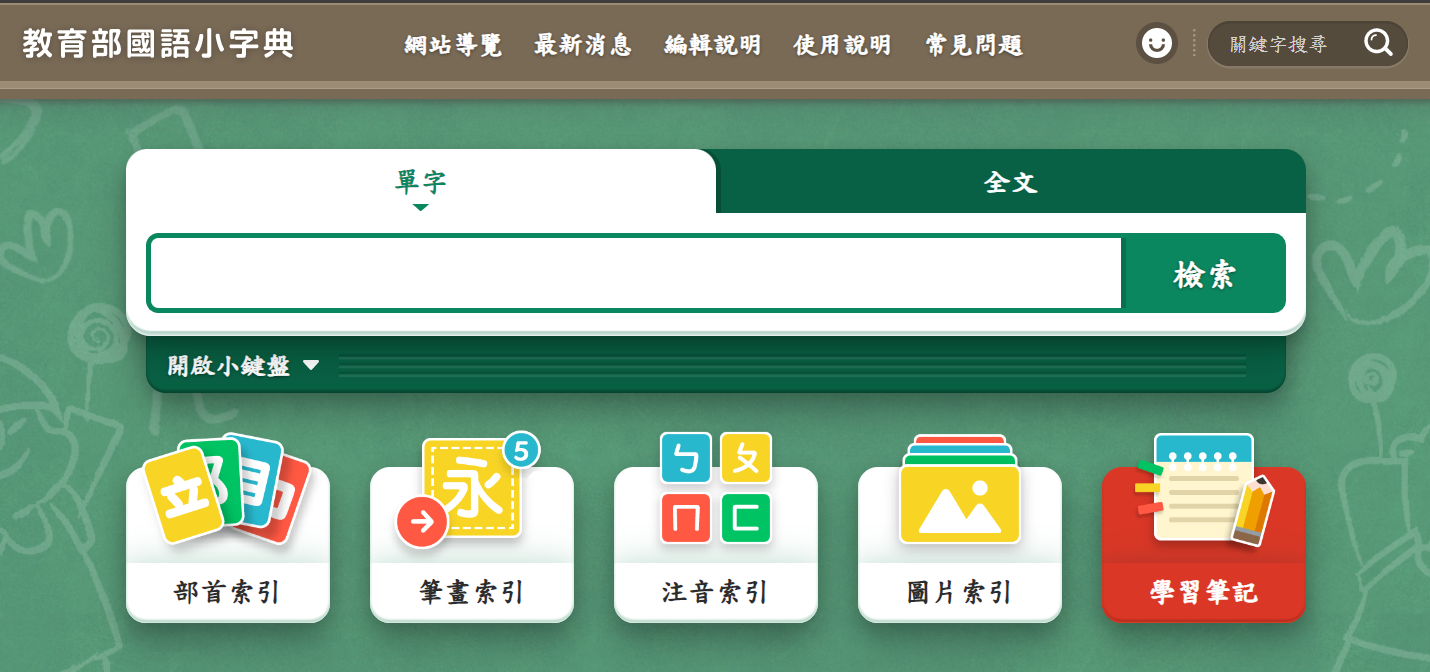 教育部國語小字典
網站導覽 最新消息 編輯說明 使用說明 常見問題
關鍵字搜尋
單字 全文
檢索
開啟小鍵盤
立 部 首
永 5
ㄅ ㄆ
ㄇ ㄈ
部首索引 筆畫索引 注音索引 圖片索引 學習筆記